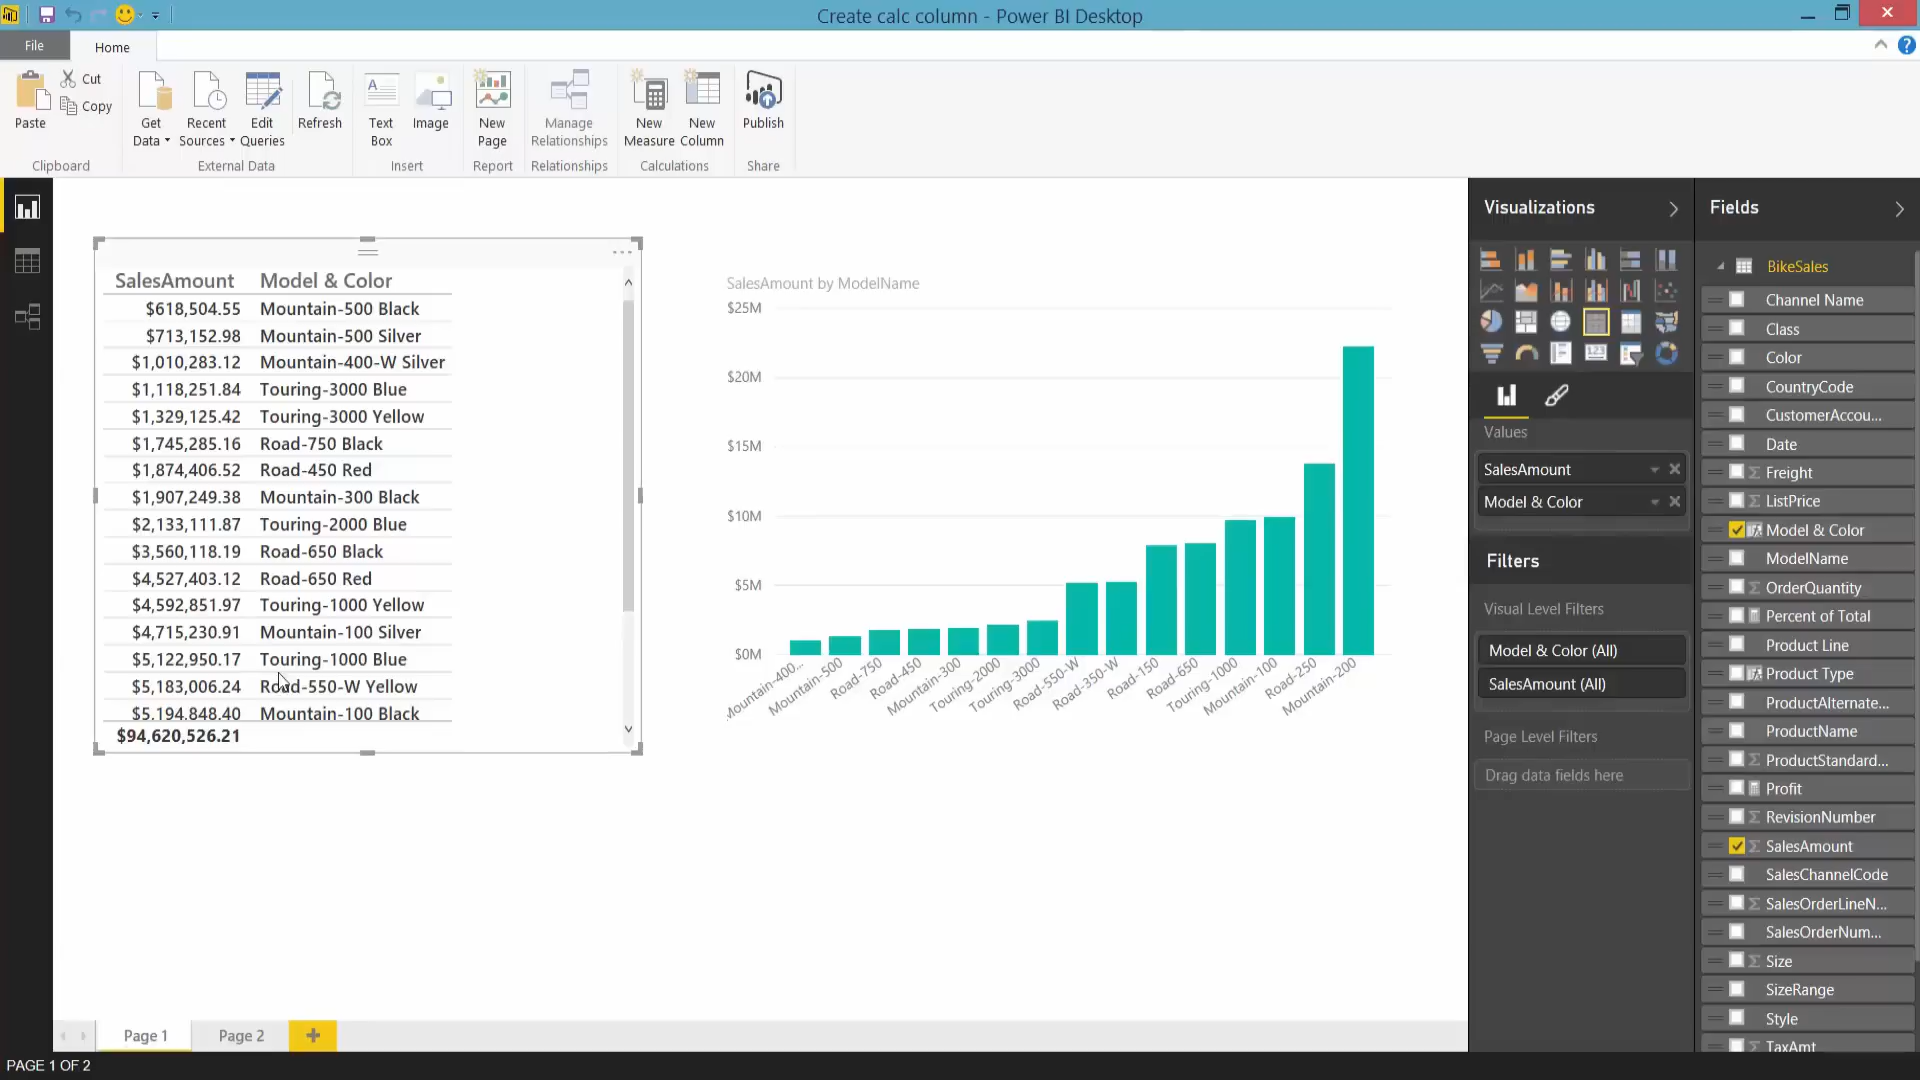 Create calc column - Power BI Desktop
File
Home
Paste
Cut
Copy
Clipboard
Get Data
Recent Sources
Edit Queries
Refresh
External Data
Text Box
Image
Insert
New Page
Report
Manage Relationships
Relationships
New Measure
New Column
Calculations
Publish
Share
SalesAmount Model & Color
$618,504.55 Mountain-500 Black
$713,152.98 Mountain-500 Silver
$1,010,283.12 Mountain-400-W Silver
$1,118,251.84 Touring-3000 Blue
$1,329,125.42 Touring-3000 Yellow
$1,745,285.16 Road-750 Black
$1,874,406.52 Road-450 Red
$1,907,249.38 Mountain-300 Black
$2,133,111.87 Touring-2000 Blue
$3,560,118.19 Road-650 Black
$4,527,403.12 Road-650 Red
$4,592,851.97 Touring-1000 Yellow
$4,715,230.91 Mountain-100 Silver
$5,122,950.17 Touring-1000 Blue
$5,183,006.24 Road-550-W Yellow
$5,194,848.40 Mountain-100 Black
$94,620,526.21
SalesAmount by ModelName
$25M
$20M
$15M
$10M
$5M
$0M
Mountain-400...
Mountain-500
Road-750
Road-450
Mountain-300
Touring-2000
Touring-3000
Road-550-W
Road-350-W
Road-150
Road-650
Touring-1000
Mountain-100
Road-250
Mountain-200
Visualizations
Values
SalesAmount
Model & Color
Filters
Visual Level Filters
Model & Color (All)
SalesAmount (All)
Page Level Filters
Drag data fields here
Fields
BikeSales
Channel Name
Class
Color
CountryCode
CustomerAccou...
Date
Freight
ListPrice
Model & Color
ModelName
OrderQuantity
Percent of Total
Product Line
Product Type
ProductAlternate...
ProductName
ProductStandard...
Profit
RevisionNumber
SalesAmount
SalesChannelCode
SalesOrderLineN...
SalesOrderNum...
Size
SizeRange
Style
TaxAmt
Page 1
Page 2
PAGE 1 OF 2